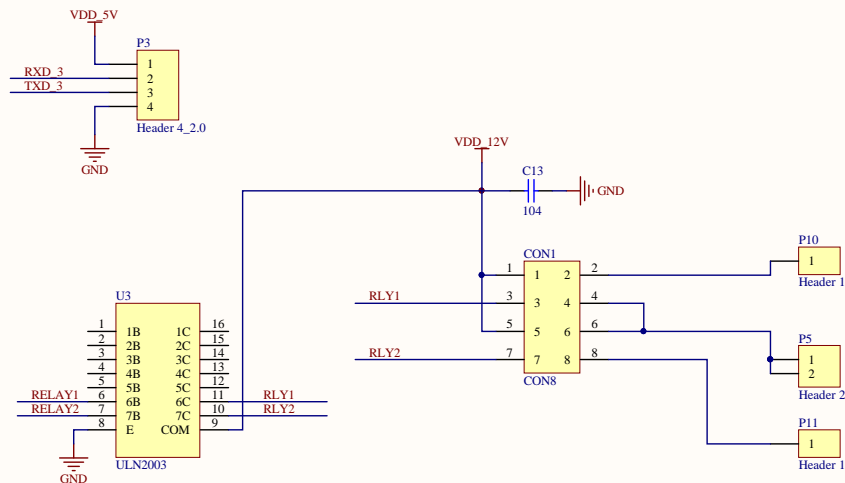 VDD_5V
P3
1
RXD_3
2
TXD_3
3
4
Header 4_2.0
GND
VDD_12V
C13
GND
104
P10
1
Header 1
CON1
1 1 2 2
RLY1 3 3 4 4
5 5 6 6
RLY2 7 7 8 8
CON8
P5
1
2
Header 2
P11
1
Header 1
U3
1 1B 1C 16
2 2B 2C 15
3 3B 3C 14
4 4B 4C 13
5 5B 5C 12
RELAY1 6 6B 6C 11 RLY1
RELAY2 7 7B 7C 10 RLY2
8 E COM 9
ULN2003
GND